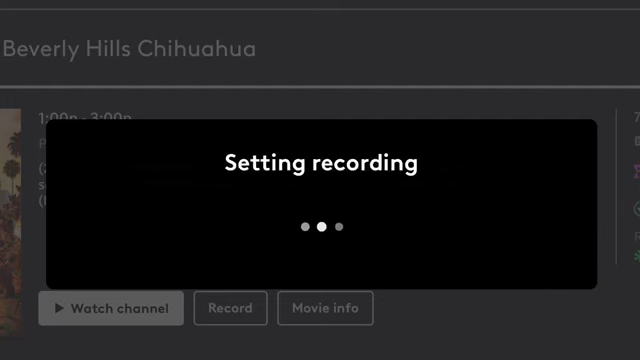 Beverly Hills Chihuahua
1:00p - 3:00p
Setting recording
Watch channel
Record
Movie info